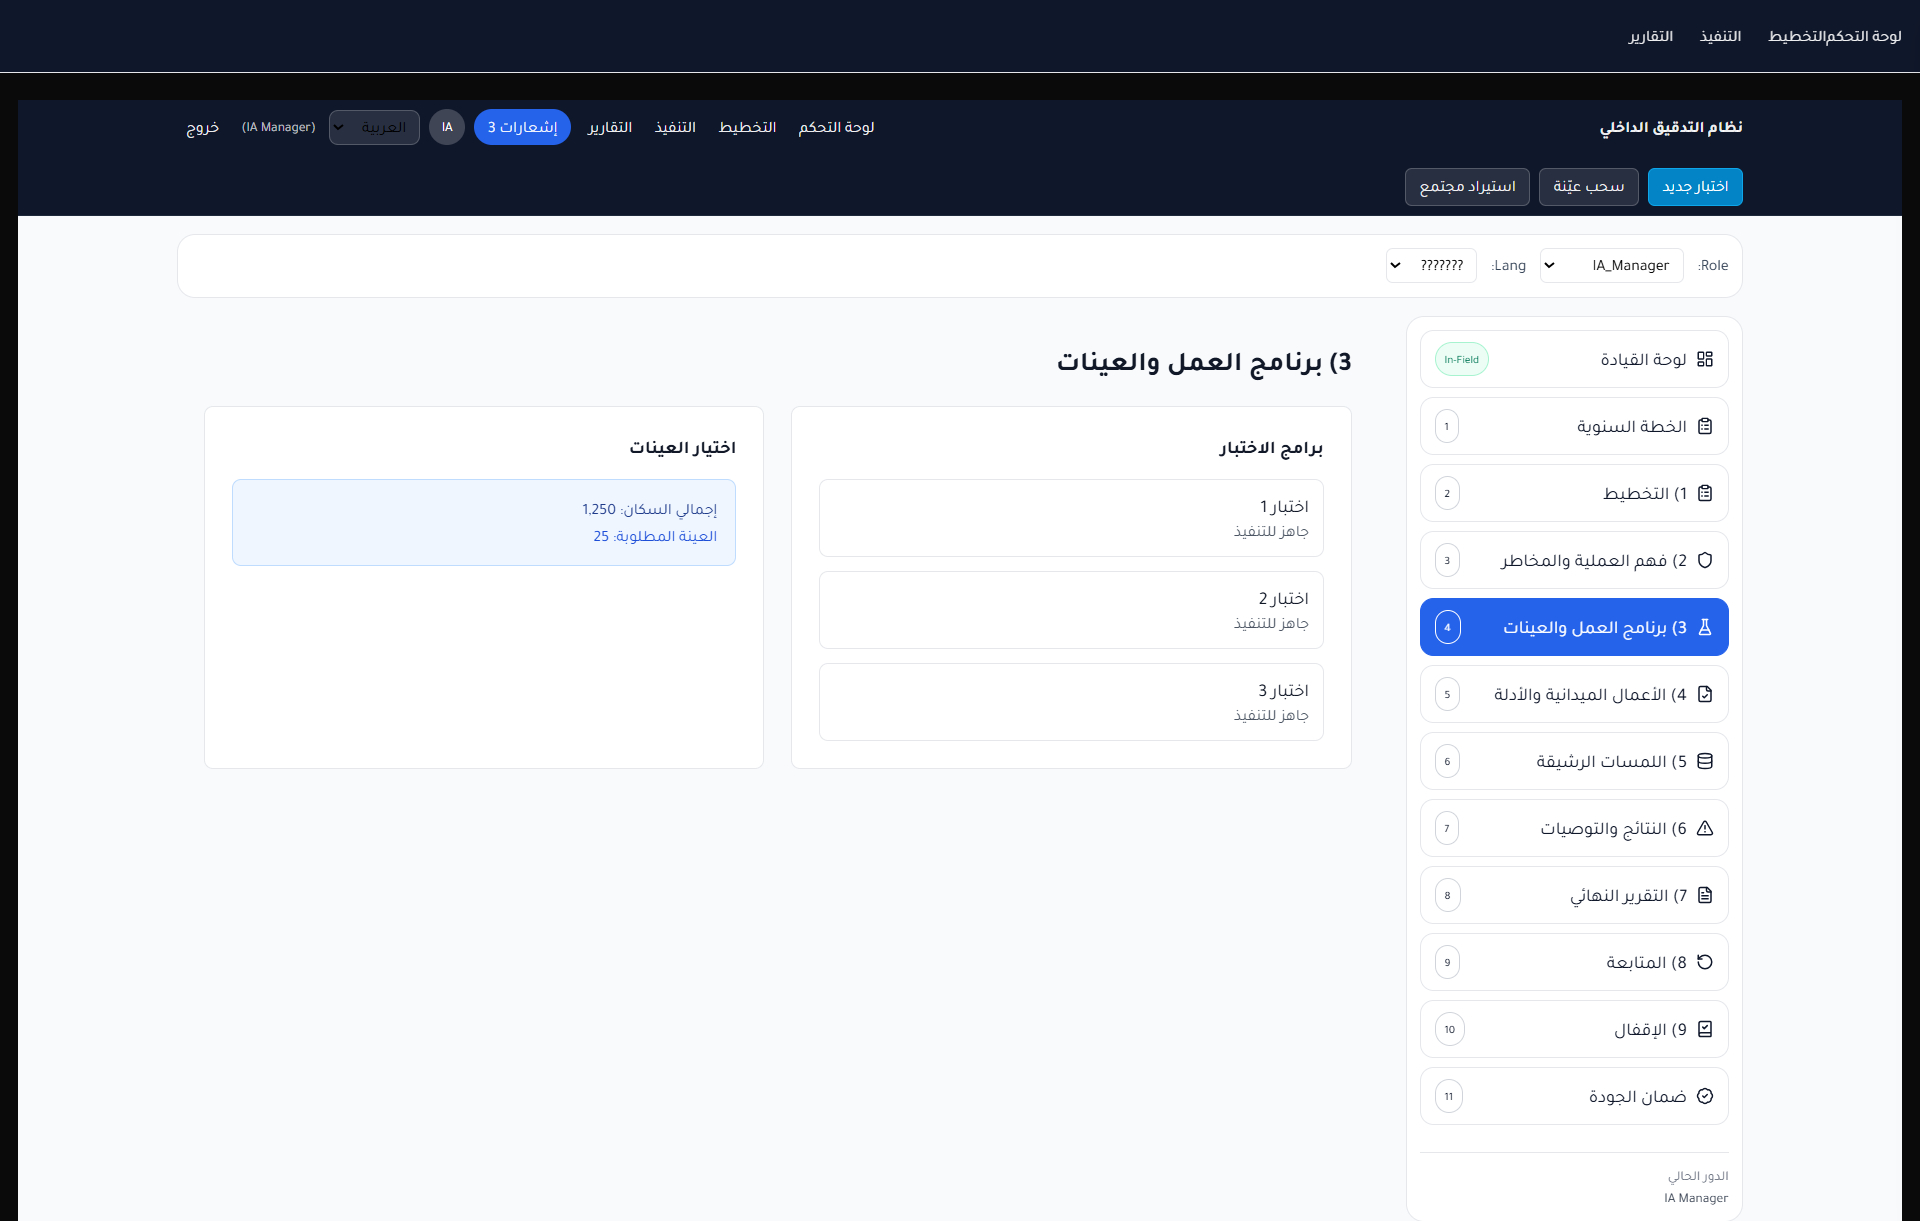 لوحة التحكمالتخطيط التنفيذ التقارير
نظام التدقيق الداخلي
لوحة التحكم التخطيط التنفيذ التقارير إشعارات 3 IA العربية (IA Manager) خروج
اختبار جديد سحب عيّنة استيراد مجتمع
Role: IA_Manager Lang: ???????
لوحة القيادة In-Field
الخطة السنوية 1
1) التخطيط 2
2) فهم العملية والمخاطر 3
3) برنامج العمل والعينات 4
4) الأعمال الميدانية والأدلة 5
5) اللمسات الرشيقة 6
6) النتائج والتوصيات 7
7) التقرير النهائي 8
8) المتابعة 9
9) الإقفال 10
ضمان الجودة 11
الدور الحالي
IA Manager
3) برنامج العمل والعينات
برامج الاختبار
اختبار 1
جاهز للتنفيذ
اختبار 2
جاهز للتنفيذ
اختبار 3
جاهز للتنفيذ
اختيار العينات
إجمالي السكان: 1,250
العينة المطلوبة: 25